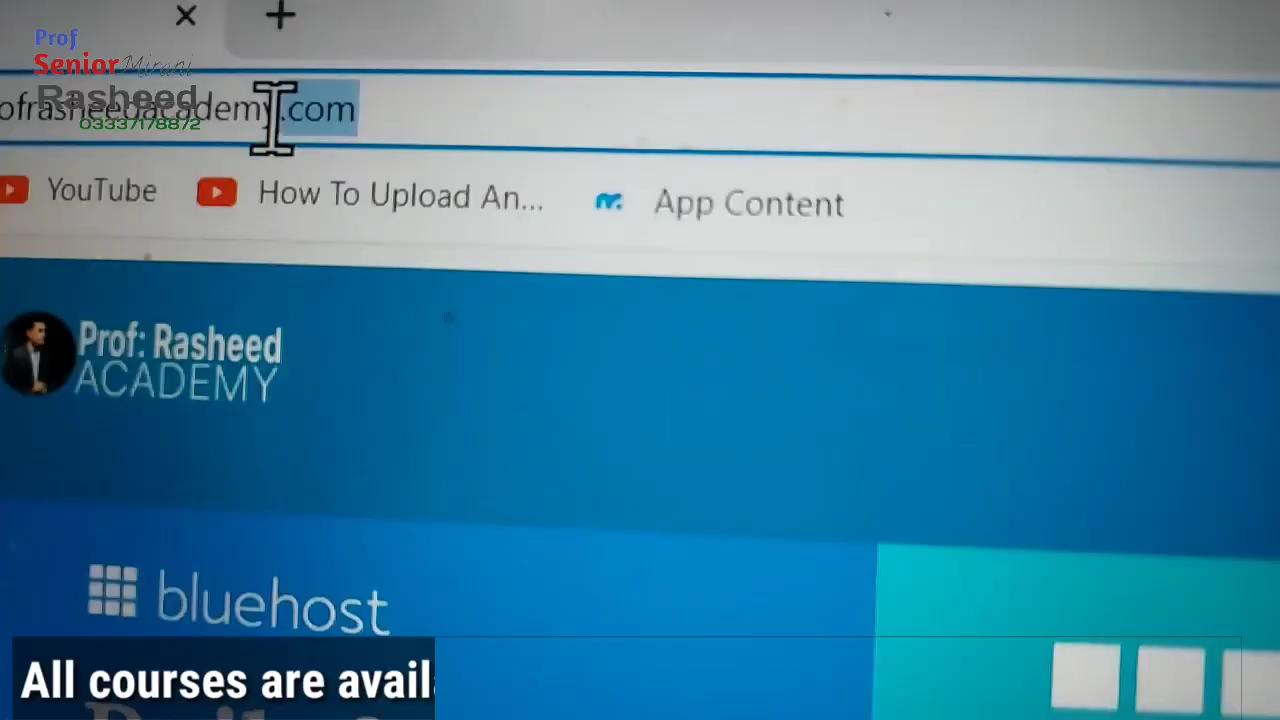 Prof
Senior Mirani
Rasheed
03337178872
ofrasheedacademy.com
YouTube
How To Upload An...
App Content
Prof: Rasheed
ACADEMY
bluehost
All courses are avail